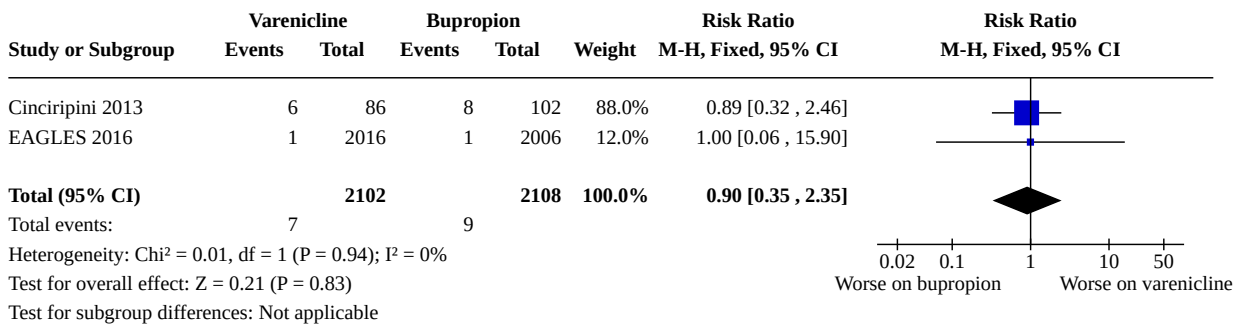 Varenicline Bupropion Risk Ratio Risk Ratio
Study or Subgroup Events Total Events Total Weight M-H, Fixed, 95% CI M-H, Fixed, 95% CI
Cinciripini 2013 6 86 8 102 88.0% 0.89 [0.32 , 2.46]
EAGLES 2016 1 2016 1 2006 12.0% 1.00 [0.06 , 15.90]
Total (95% CI) 2102 2108 100.0% 0.90 [0.35 , 2.35]
Total events: 7 9
Heterogeneity: Chi² = 0.01, df = 1 (P = 0.94); I² = 0%
Test for overall effect: Z = 0.21 (P = 0.83)
Test for subgroup differences: Not applicable
0.02 0.1 1 10 50
Worse on bupropion Worse on varenicline